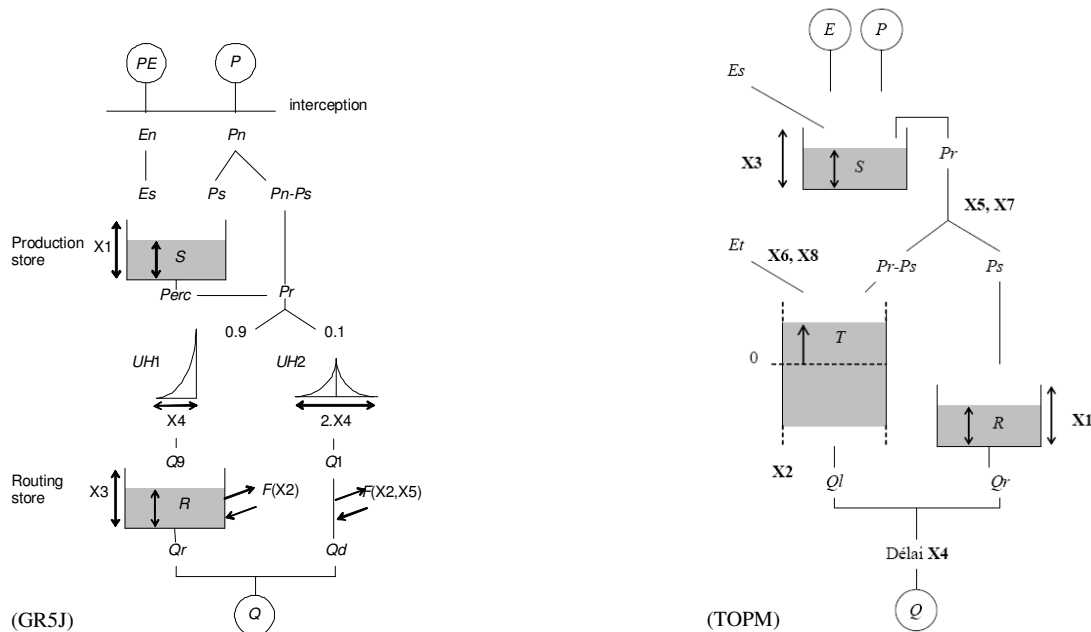 PE P
interception
En Pn
Es Ps Pn-Ps
Production
store
X1
S
Perc Pr
0.9 0.1
UH1 UH2
X4 2.X4
Q9 Q1
Routing
store
X3
R
F(X2) F(X2,X5)
Qr Qd
Q
(GR5J)
E P
Es
X3
S
Pr
X5, X7
Et
X6, X8
Pr-Ps Ps
0
T
R
X1
X2
Ql Qr
Délai X4
Q
(TOPM)